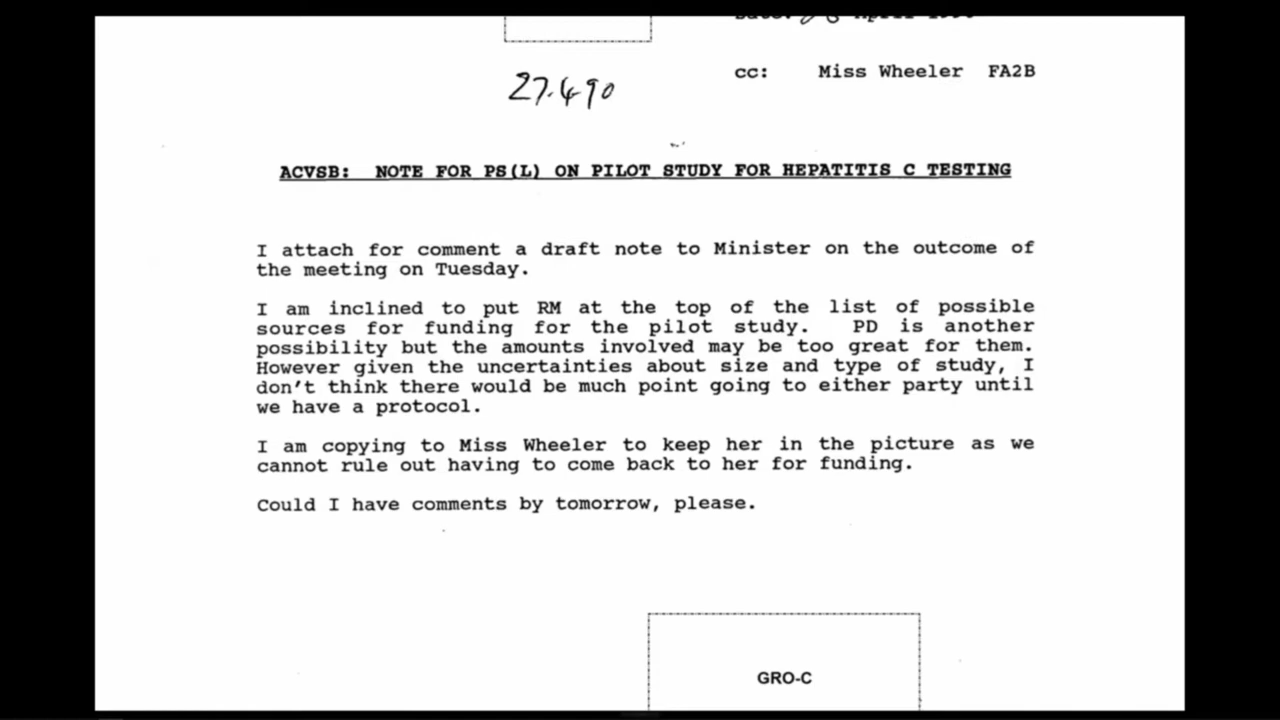 cc: Miss Wheeler FA2B
27.4.90
ACVSB: NOTE FOR PS(L) ON PILOT STUDY FOR HEPATITIS C TESTING
I attach for comment a draft note to Minister on the outcome of
the meeting on Tuesday.
I am inclined to put RM at the top of the list of possible
sources for funding for the pilot study. PD is another
possibility but the amounts involved may be too great for them.
However given the uncertainties about size and type of study, I
don't think there would be much point going to either party until
we have a protocol.
I am copying to Miss Wheeler to keep her in the picture as we
cannot rule out having to come back to her for funding.
Could I have comments by tomorrow, please.
GRO-C